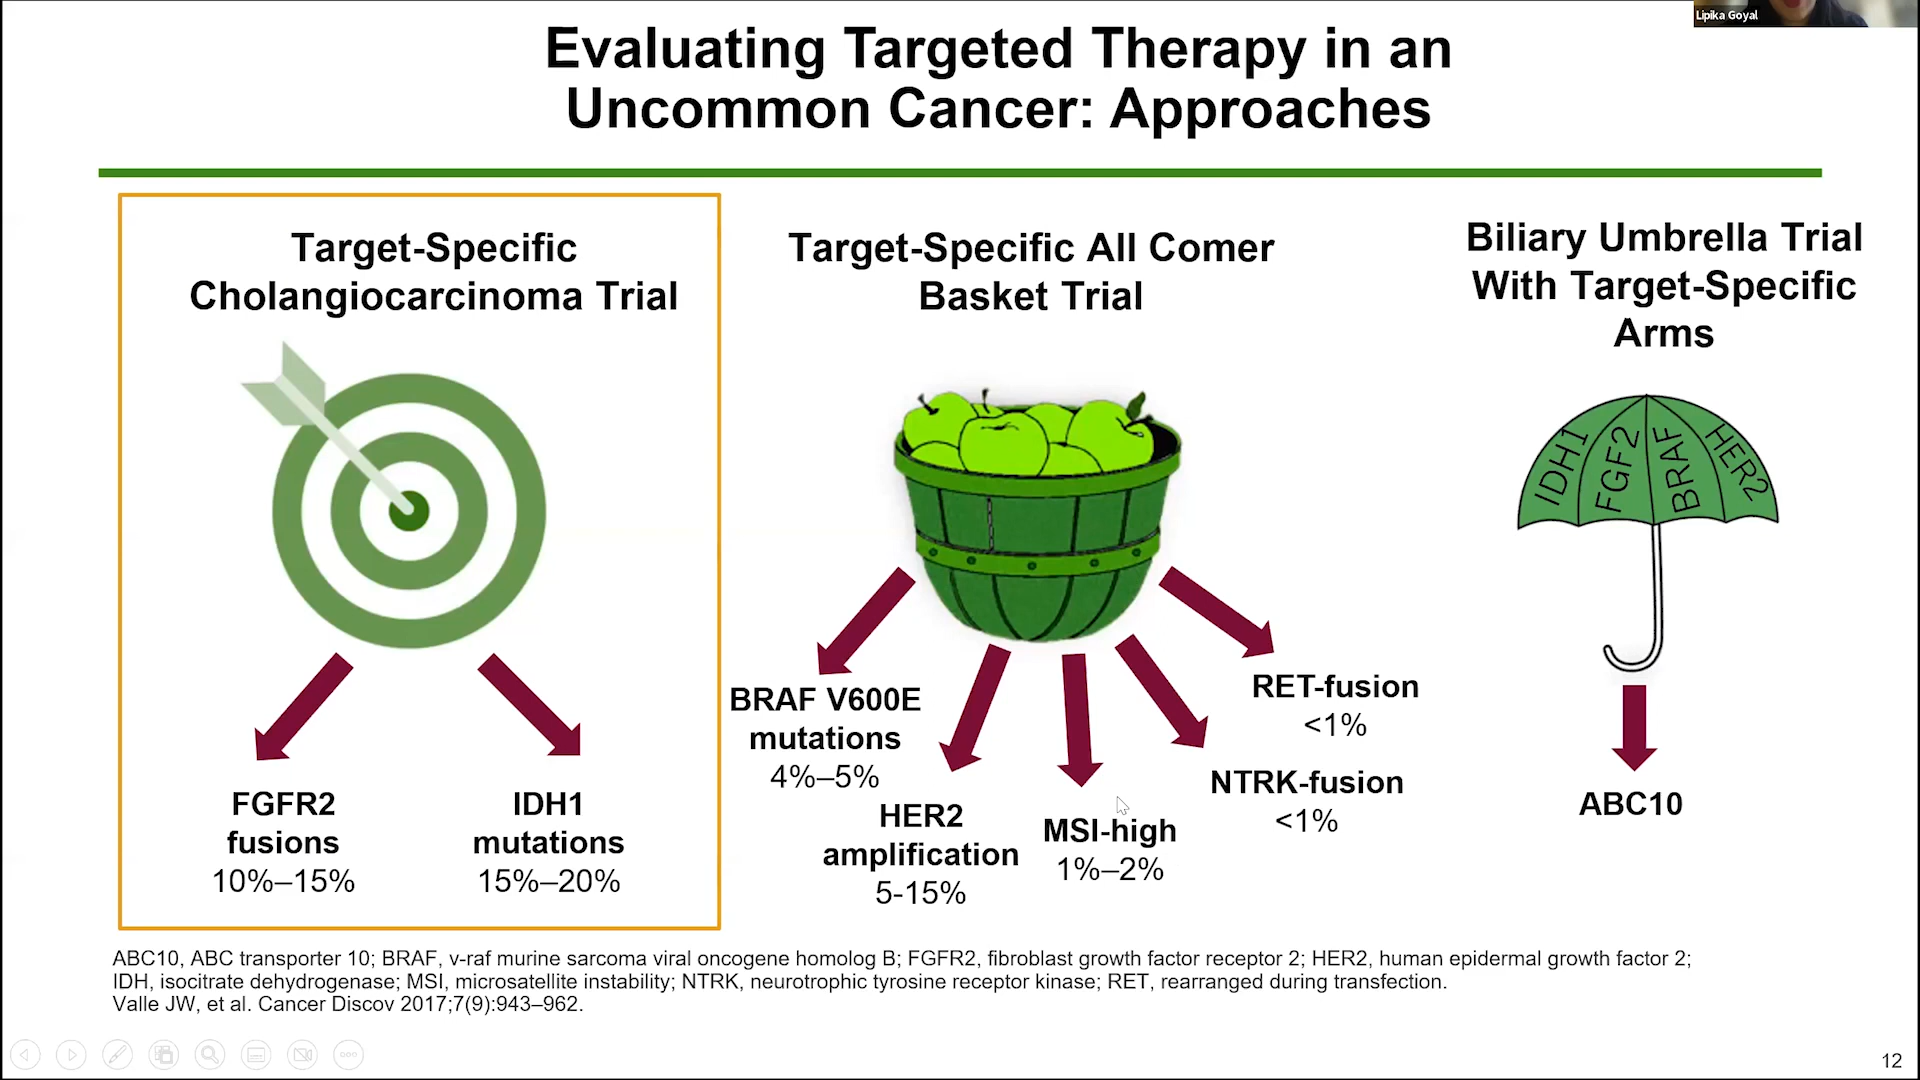 Lipika Goyal
Evaluating Targeted Therapy in an
Uncommon Cancer: Approaches
Target-Specific
Cholangiocarcinoma Trial
FGFR2
fusions
10%–15%
IDH1
mutations
15%–20%
Target-Specific All Comer
Basket Trial
BRAF V600E
mutations
4%–5%
HER2
amplification
5-15%
MSI-high
1%–2%
NTRK-fusion
<1%
RET-fusion
<1%
Biliary Umbrella Trial
With Target-Specific
Arms
IDH1
FGF2
BRAF
HER2
ABC10
ABC10, ABC transporter 10; BRAF, v-raf murine sarcoma viral oncogene homolog B; FGFR2, fibroblast growth factor receptor 2; HER2, human epidermal growth factor 2;
IDH, isocitrate dehydrogenase; MSI, microsatellite instability; NTRK, neurotrophic tyrosine receptor kinase; RET, rearranged during transfection.
Valle JW, et al. Cancer Discov 2017;7(9):943–962.
12